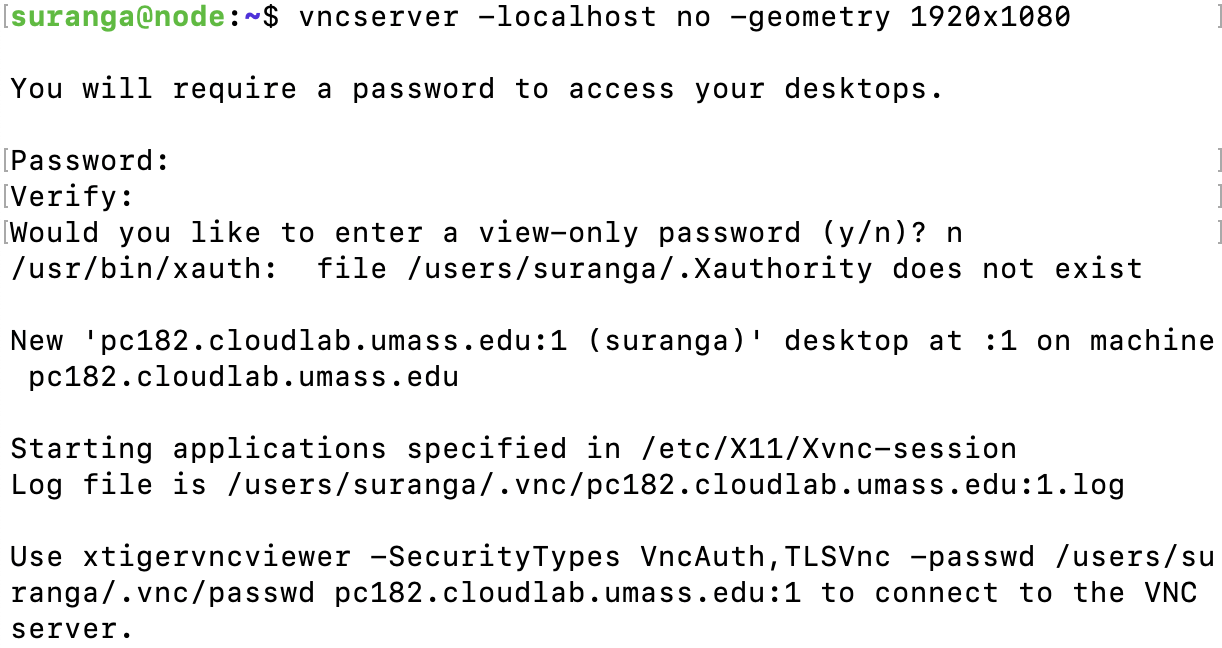 [suranga@node:~$ vncserver -localhost no -geometry 1920x1080 ]
You will require a password to access your desktops.
[Password: ]
[Verify: ]
[Would you like to enter a view-only password (y/n)? n ]
/usr/bin/xauth:  file /users/suranga/.Xauthority does not exist
New 'pc182.cloudlab.umass.edu:1 (suranga)' desktop at :1 on machine
 pc182.cloudlab.umass.edu
Starting applications specified in /etc/X11/Xvnc-session
Log file is /users/suranga/.vnc/pc182.cloudlab.umass.edu:1.log
Use xtigervncviewer -SecurityTypes VncAuth,TLSVnc -passwd /users/su
ranga/.vnc/passwd pc182.cloudlab.umass.edu:1 to connect to the VNC
server.